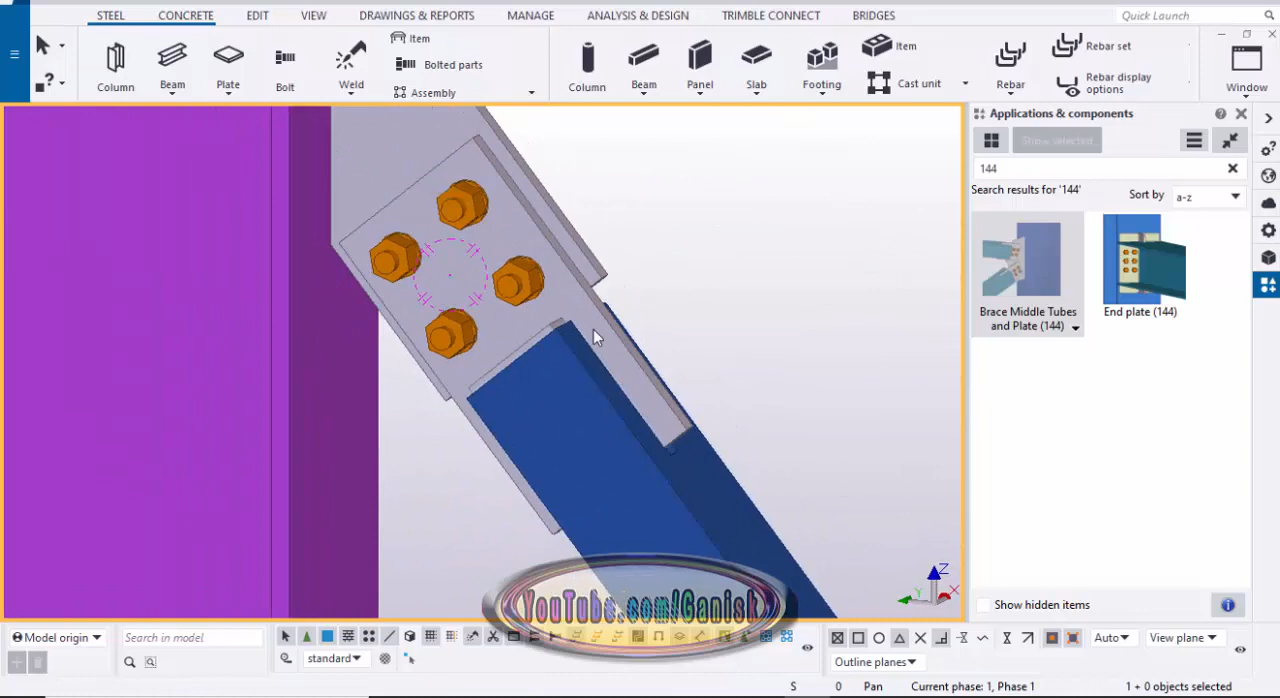 STEEL CONCRETE EDIT VIEW DRAWINGS & REPORTS MANAGE ANALYSIS & DESIGN TRIMBLE CONNECT BRIDGES Quick Launch
Item Item Rebar set
Bolted parts
Column Beam Plate Bolt Weld Assembly Column Beam Panel Slab Footing Cast unit Rebar Rebar display options Window
Applications & components
Show selected
144
Search results for '144'
Sort by a-z
Brace Middle Tubes and Plate (144)
End plate (144)
Z
Y X
YouTube.com/Ganisk
Show hidden items
Model origin Search in model Auto View plane
standard Outline planes
S 0 Pan Current phase: 1, Phase 1 1 + 0 objects selected